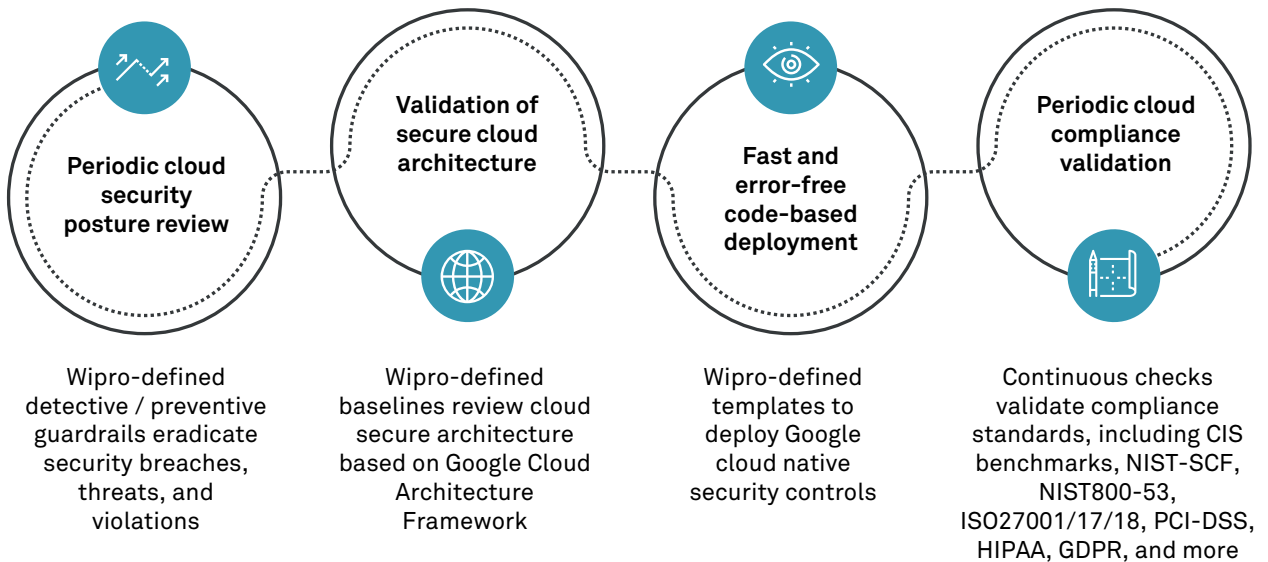 Periodic cloud
security
posture review
Validation of
secure cloud
architecture
Fast and
error-free
code-based
deployment
Periodic cloud
compliance
validation
Wipro-defined
detective / preventive
guardrails eradicate
security breaches,
threats, and
violations
Wipro-defined
baselines review cloud
secure architecture
based on Google Cloud
Architecture
Framework
Wipro-defined
templates to
deploy Google
cloud native
security controls
Continuous checks
validate compliance
standards, including CIS
benchmarks, NIST-SCF,
NIST800-53,
ISO27001/17/18, PCI-DSS,
HIPAA, GDPR, and more